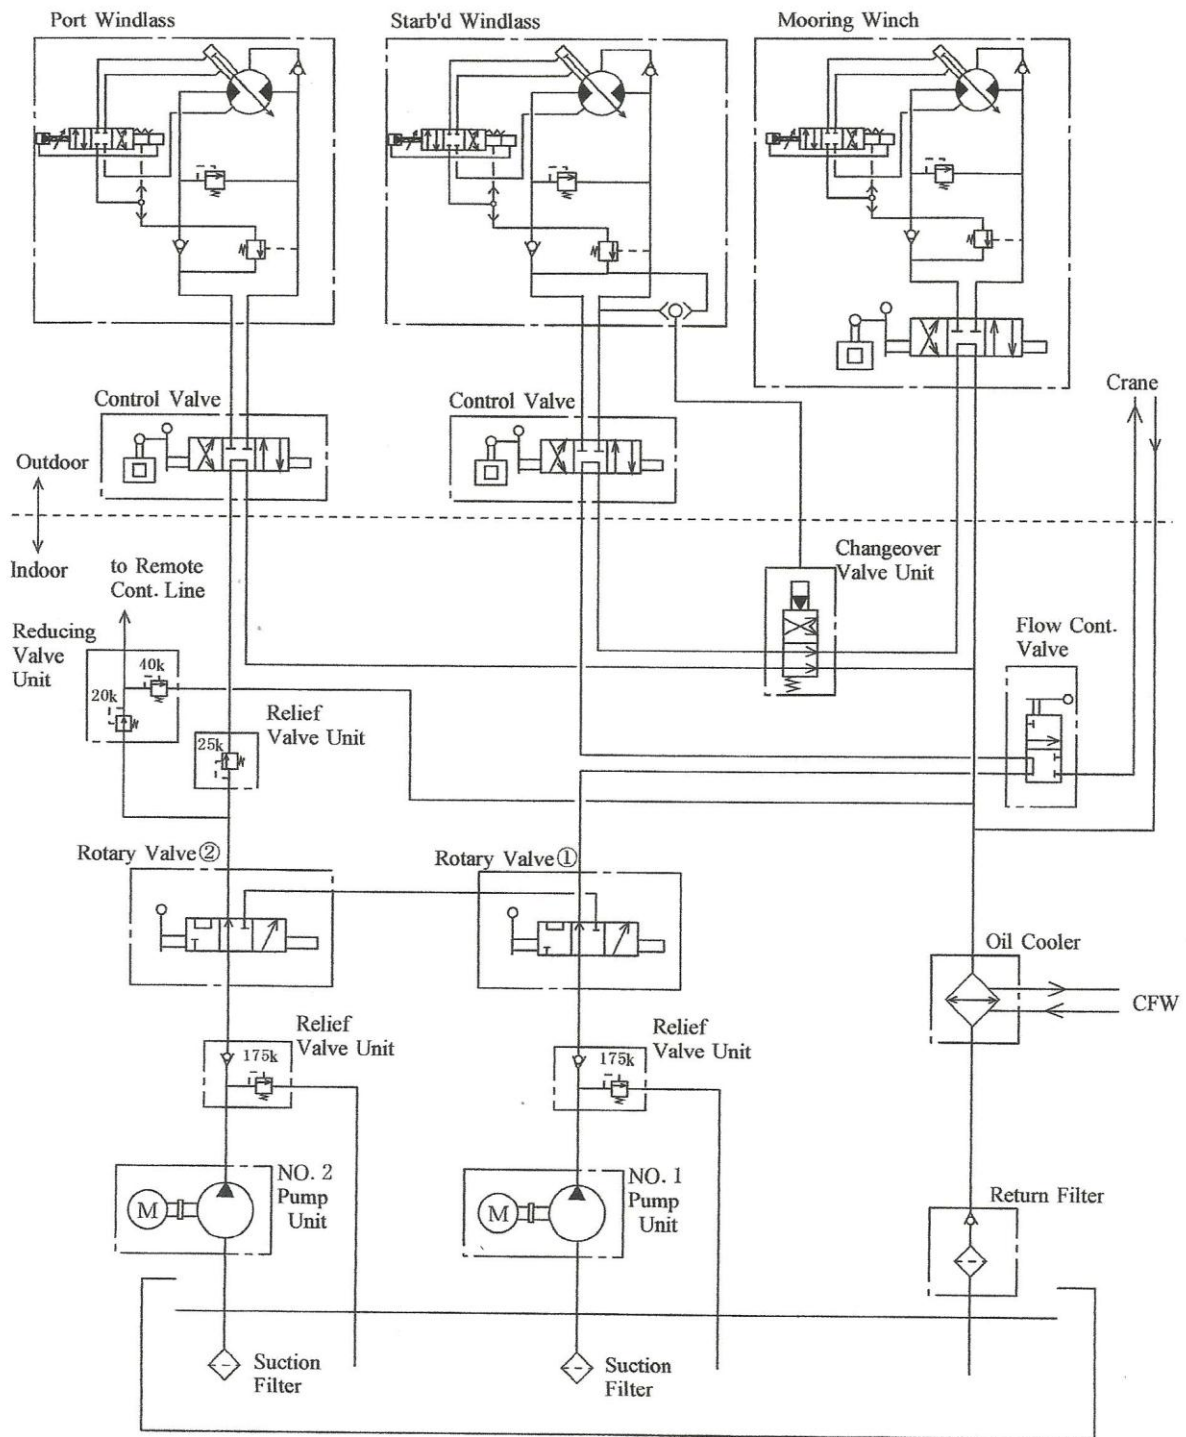 Port Windlass
Starb'd Windlass
Mooring Winch
Crane
Control Valve
Control Valve
Outdoor
Indoor
to Remote
Cont. Line
Changeover
Valve Unit
Reducing
Valve
Unit
40k
20k
Flow Cont.
Valve
Relief
Valve Unit
25k
Rotary Valve②
Rotary Valve①
Oil Cooler
CFW
Relief
Valve Unit
175k
Relief
Valve Unit
175k
NO. 2
Pump
Unit
M
NO. 1
Pump
Unit
M
Return Filter
Suction
Filter
Suction
Filter